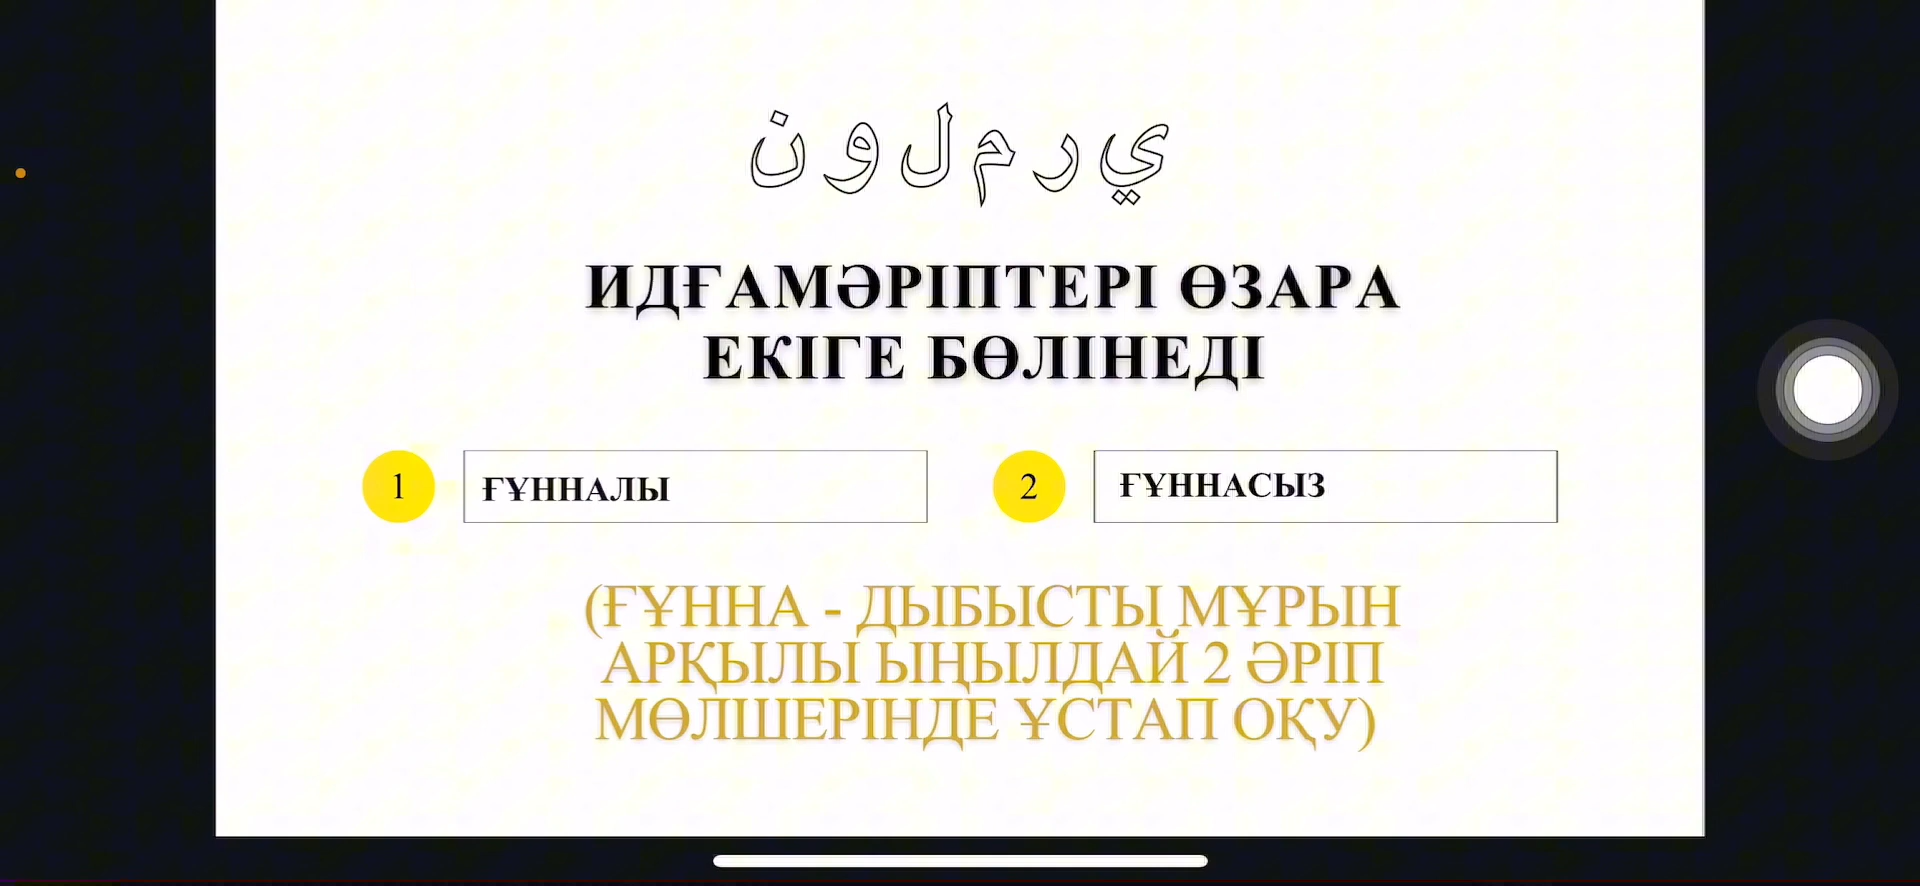 ي ر م ل و ن
ИДҒАМӘРІПТЕРІ ӨЗАРА
ЕКІГЕ БӨЛІНЕДІ
1 ҒҰННАЛЫ
2 ҒҰННАСЫЗ
(ҒҰННА - ДЫБЫСТЫ МҰРЫН
АРҚЫЛЫ ЫҢЫЛДАЙ 2 ӘРІП
МӨЛШЕРІНДЕ ҰСТАП ОҚУ)